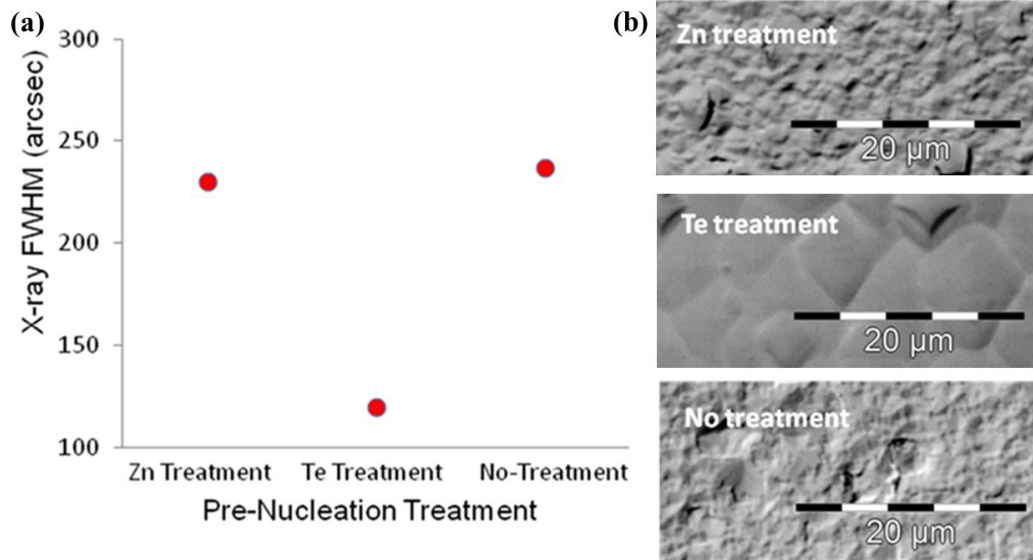 (a)
300
250
200
150
100
X-ray FWHM (arcsec)
Zn Treatment Te Treatment No-Treatment
Pre-Nucleation Treatment
(b)
Zn treatment
20 µm
Te treatment
20 µm
No treatment
20 µm